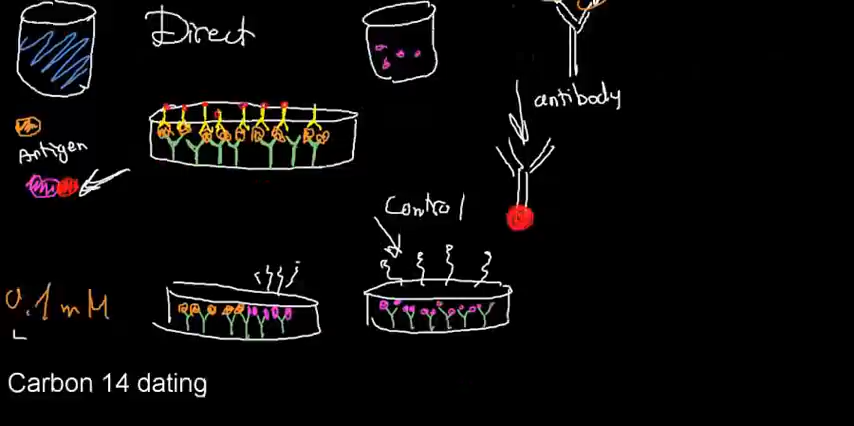 Direct
antibody
Antigen
Control
0.1 mM
Carbon 14 dating